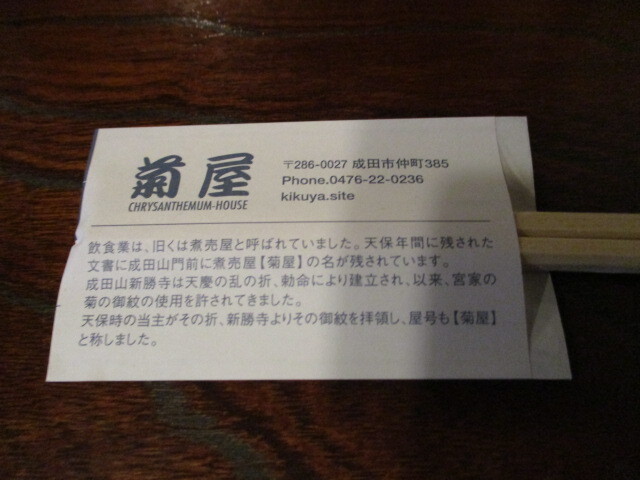 菊屋
CHRYSANTHEMUM-HOUSE
〒286-0027 成田市仲町385
Phone.0476-22-0236
kikuya.site
飲食業は、旧くは煮売屋と呼ばれていました。天保年間に残された
文書に成田山門前に煮売屋【菊屋】の名が残されています。
成田山新勝寺は天慶の乱の折、勅命により建立され、以来、宮家の
菊の御紋の使用を許されてきました。
天保時の当主がその折、新勝寺よりその御紋を拝領し、屋号も【菊屋】
と称しました。